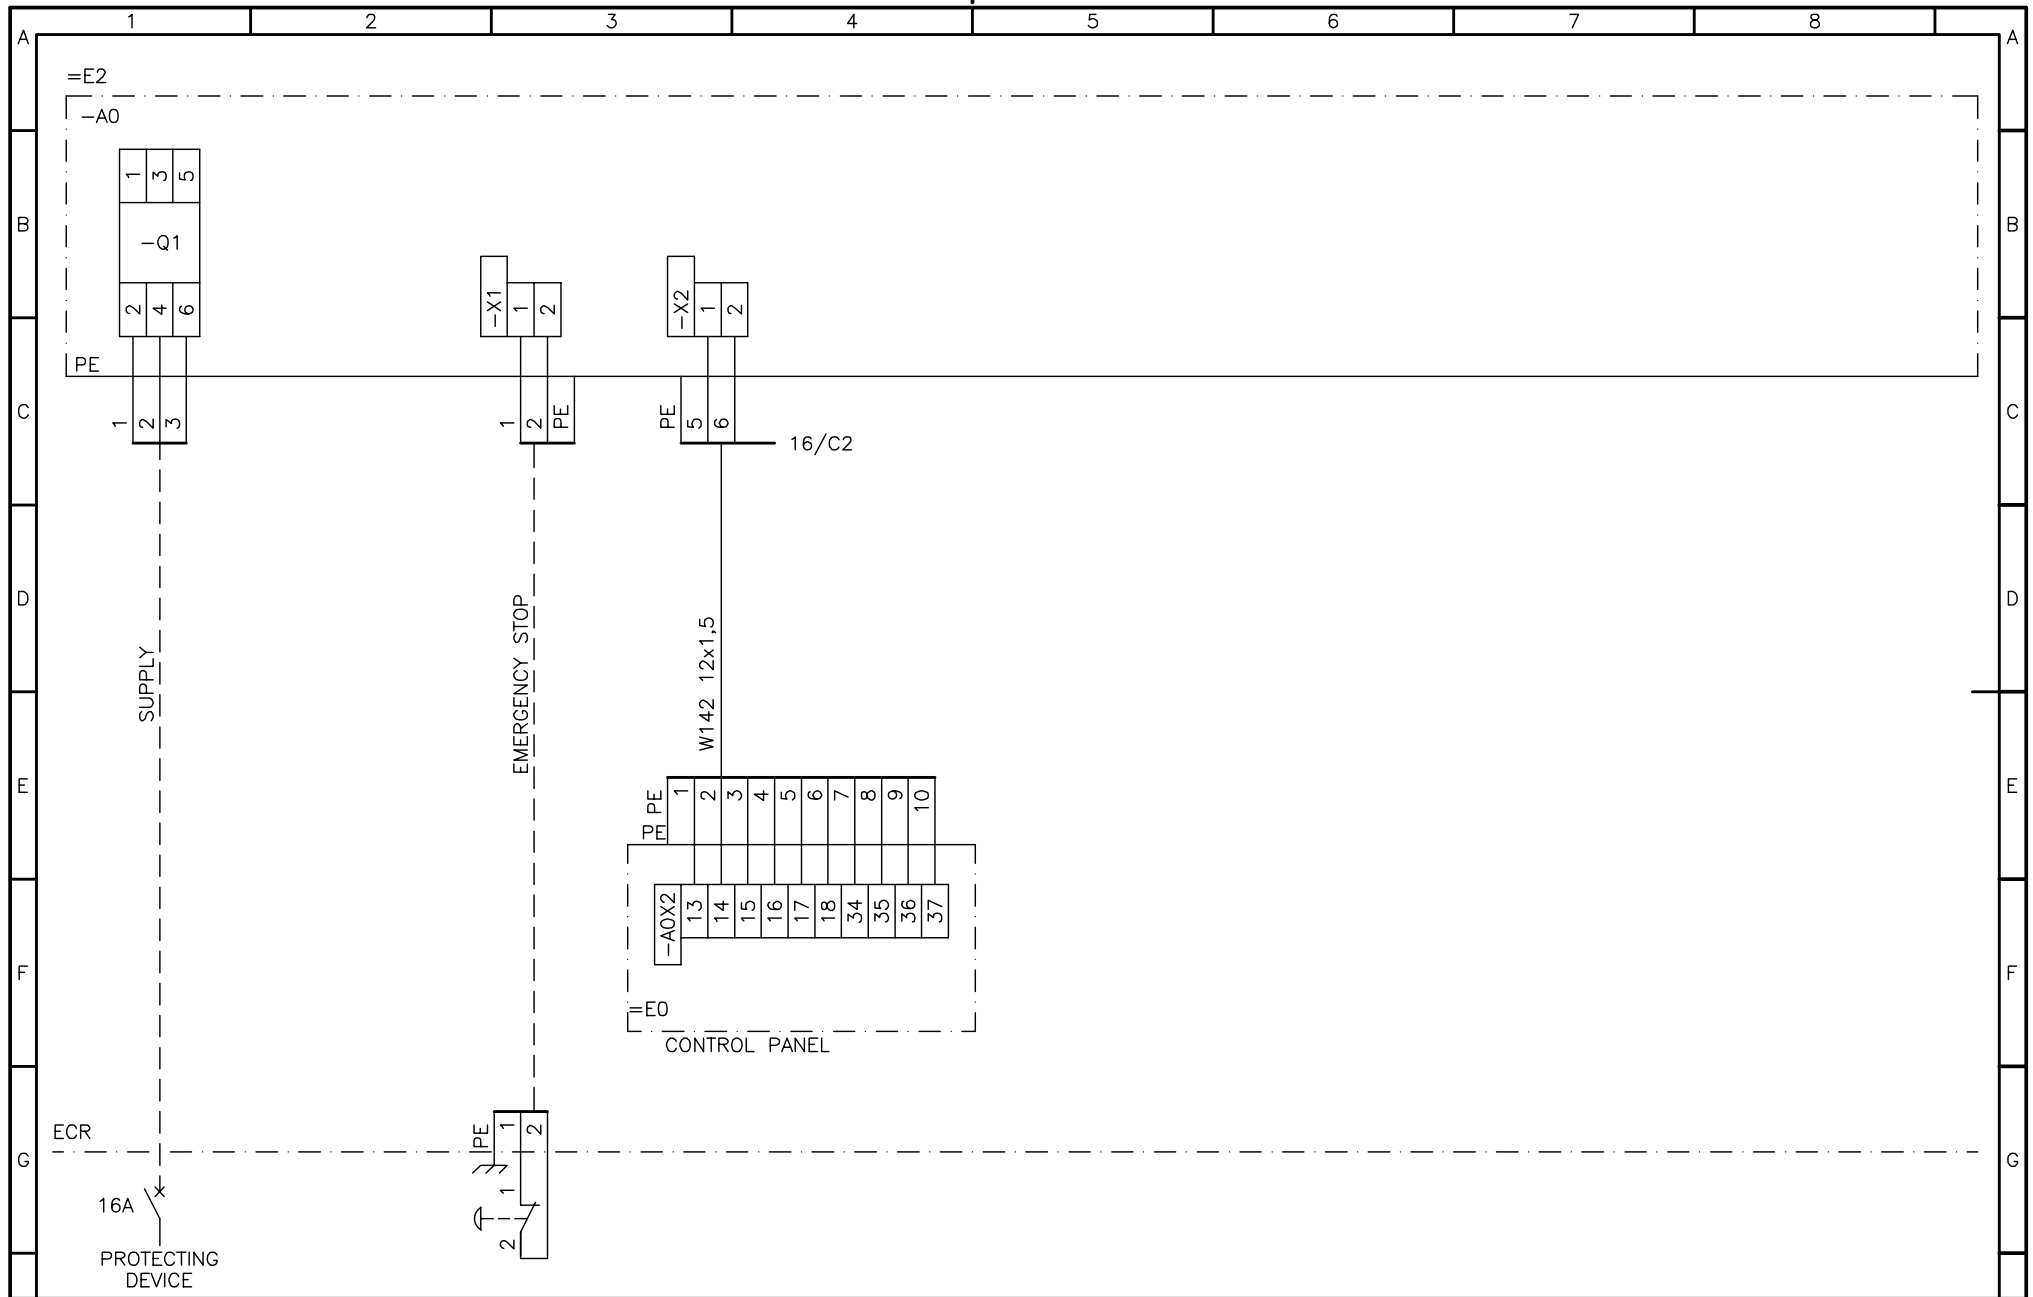 1 2 3 4 5 6 7 8
A A
=E2
-A0
1 3 5
B B
-Q1
2 4 6
-X1 1 2
-X2 1 2
PE
C C
1 2 3
1 2 PE
PE 5 6
16/C2
D D
SUPPLY
EMERGENCY STOP
W142 12x1,5
E E
PE 1 2 3 4 5 6 7 8 9 10
PE
-A0X2 13 14 15 16 17 18 34 35 36 37
F F
=E0
CONTROL PANEL
ECR
PE 1 2
G G
1
16A
2
PROTECTING
DEVICE